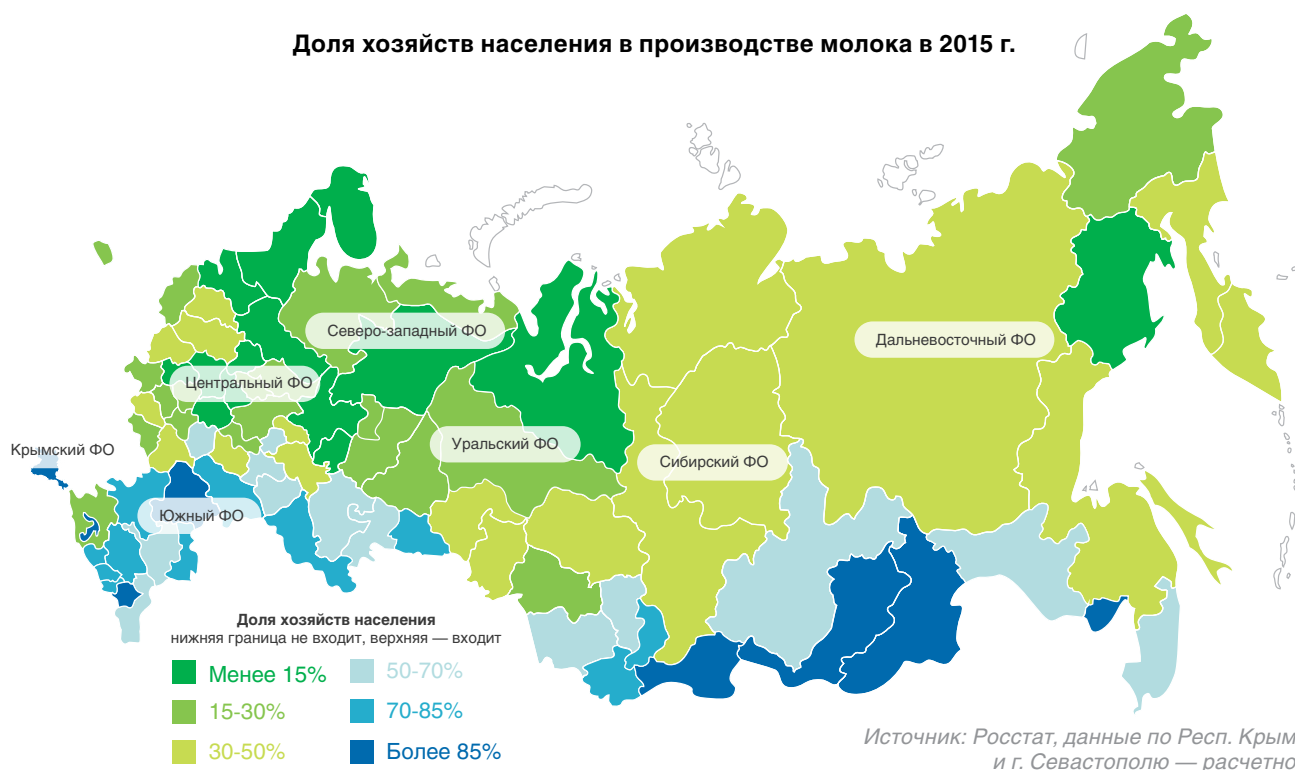 Доля хозяйств населения в производстве молока в 2015 г.
Северо-западный ФО
Дальневосточный ФО
Центральный ФО
Уральский ФО
Крымский ФО
Сибирский ФО
Южный ФО
Доля хозяйств населения
нижняя граница не входит, верхняя — входит
Менее 15%
50-70%
15-30%
70-85%
30-50%
Более 85%
Источник: Росстат, данные по Респ. Крым
и г. Севастополю — расчетно